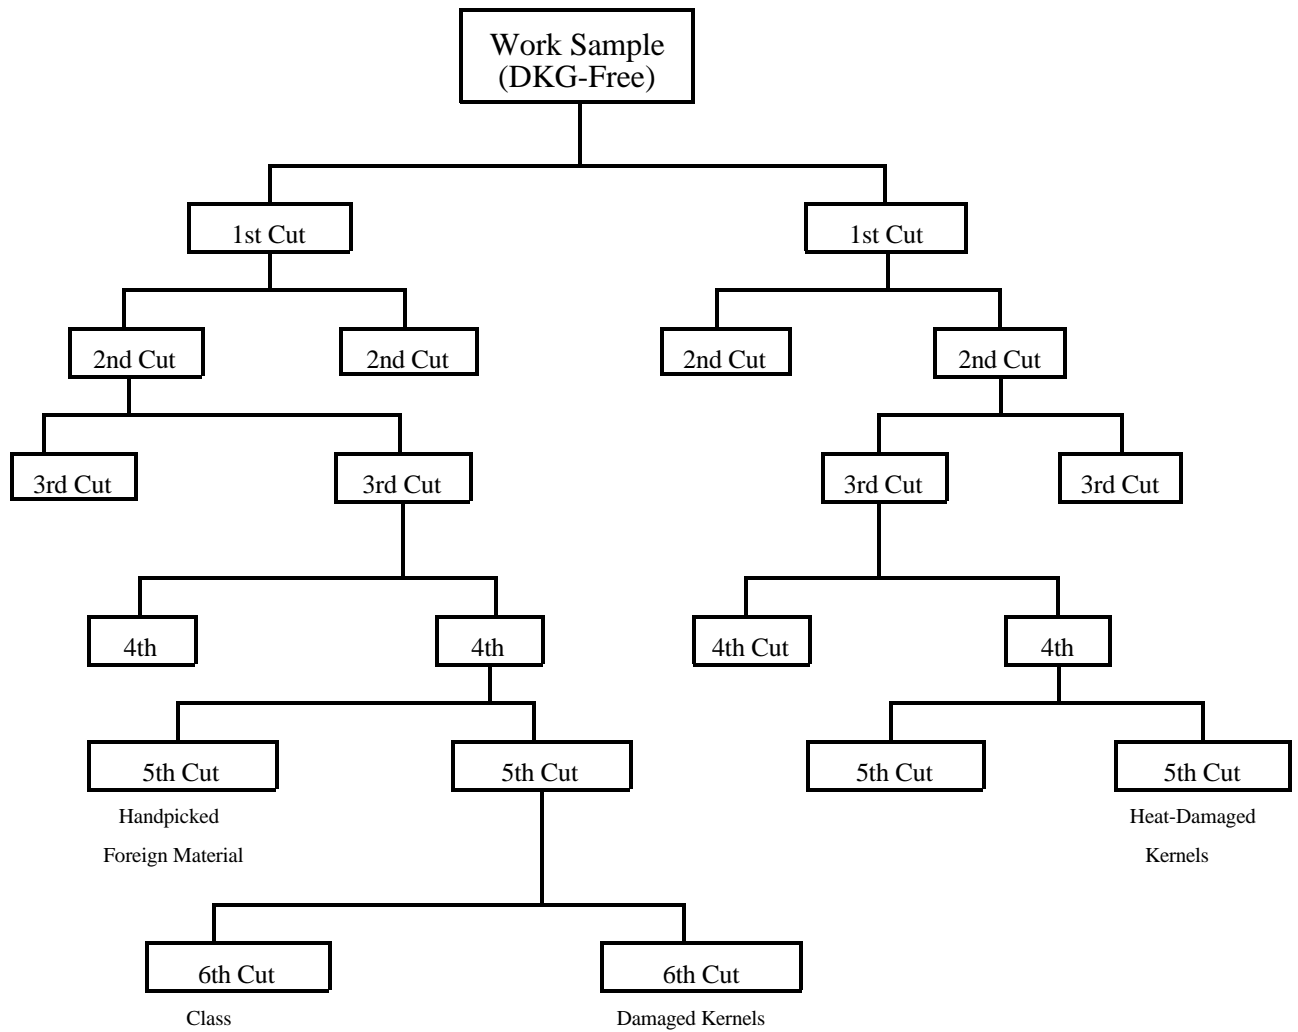 Work Sample
(DKG-Free)
1st Cut
1st Cut
2nd Cut
2nd Cut
2nd Cut
2nd Cut
3rd Cut
3rd Cut
3rd Cut
3rd Cut
4th
4th
4th Cut
4th
5th Cut
5th Cut
5th Cut
5th Cut
Handpicked
Foreign Material
Heat-Damaged
Kernels
6th Cut
6th Cut
Class
Damaged Kernels